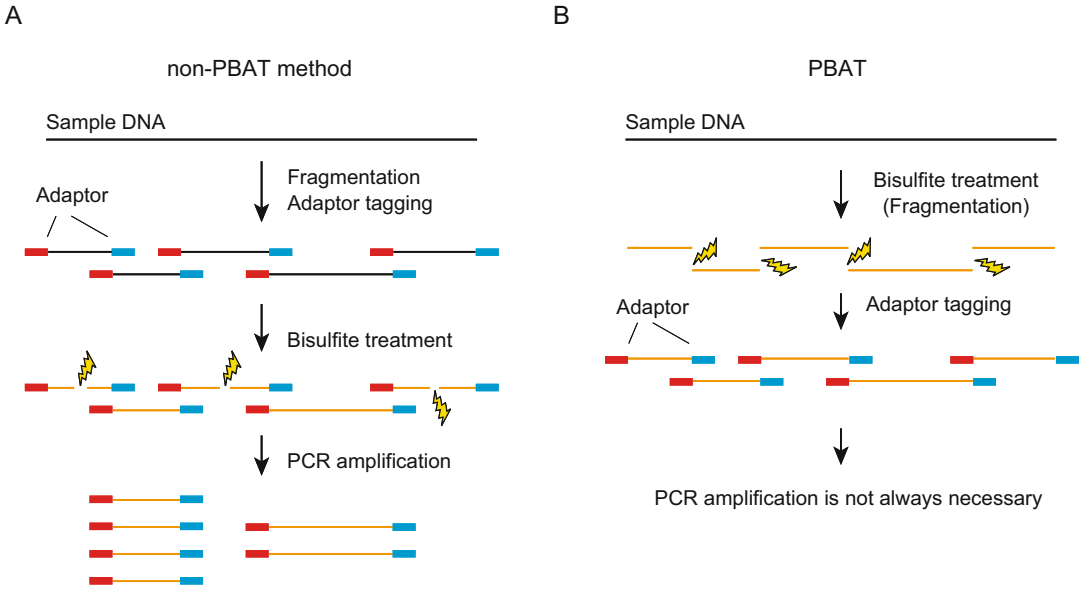 A
non-PBAT method
Sample DNA
Fragmentation
Adaptor tagging
Adaptor
Bisulfite treatment
PCR amplification
B
PBAT
Sample DNA
Bisulfite treatment
(Fragmentation)
Adaptor tagging
Adaptor
PCR amplification is not always necessary